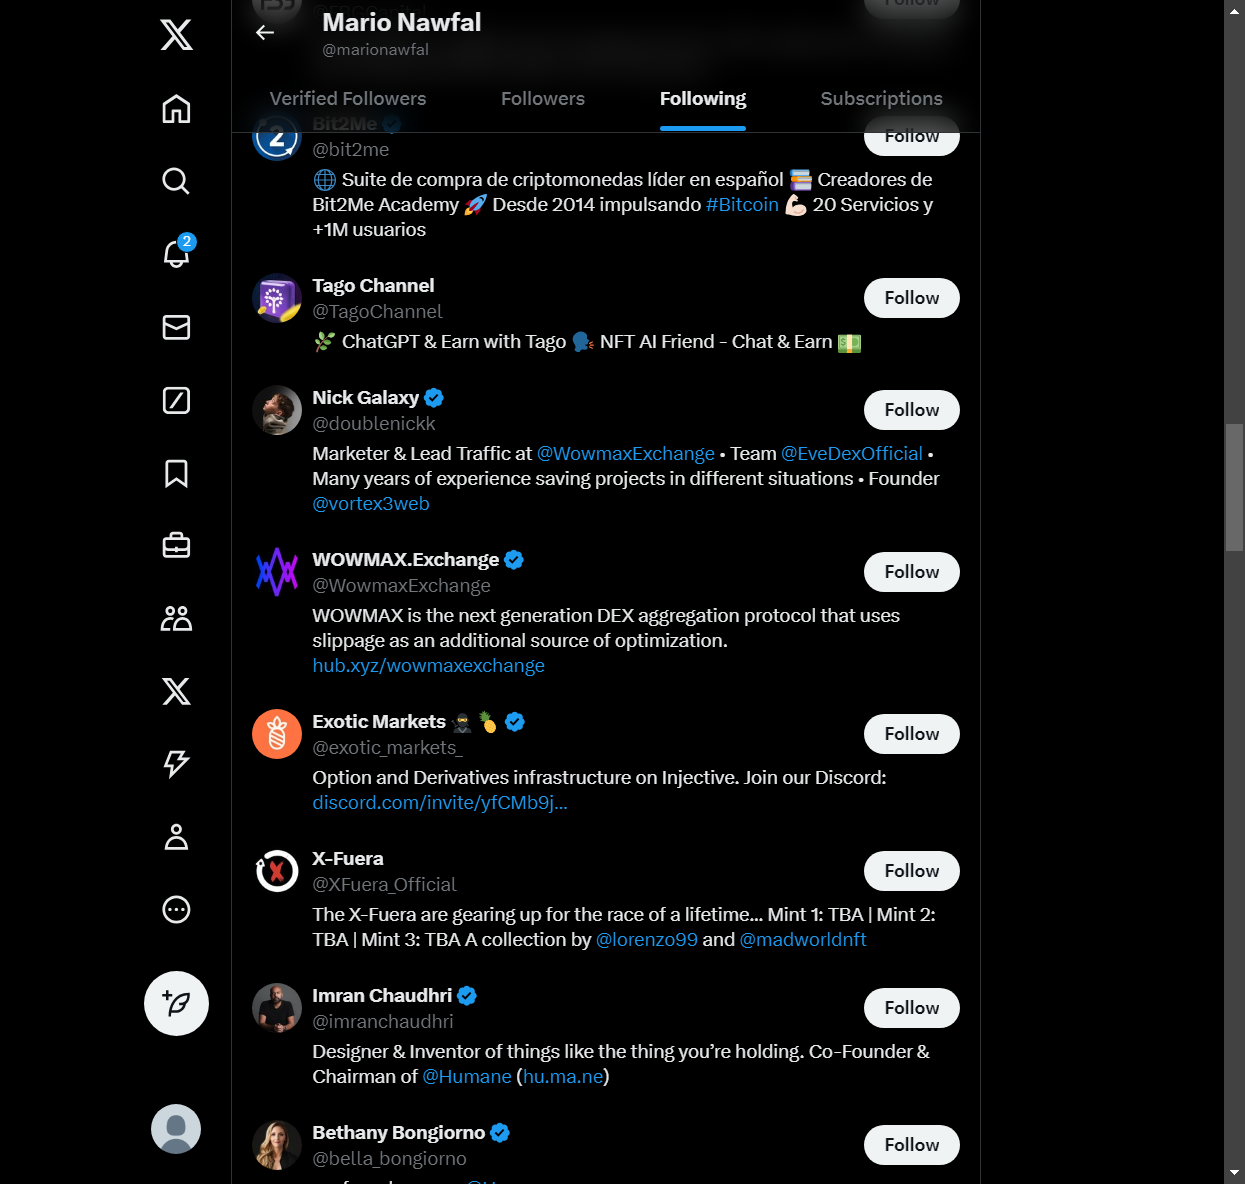 Mario Nawfal
@marionawfal
Follow
Verified Followers
Followers
Following
Subscriptions
Bit2Me
Follow
@bit2me
Suite de compra de criptomonedas líder en español Creadores de
Bit2Me Academy Desde 2014 impulsando #Bitcoin 20 Servicios y
+1M usuarios
2
Tago Channel
Follow
@TagoChannel
ChatGPT & Earn with Tago NFT AI Friend - Chat & Earn
Nick Galaxy
Follow
@doublenickk
Marketer & Lead Traffic at @WowmaxExchange • Team @EveDexOfficial •
Many years of experience saving projects in different situations • Founder
@vortex3web
WOWMAX.Exchange
Follow
@WowmaxExchange
WOWMAX is the next generation DEX aggregation protocol that uses
slippage as an additional source of optimization.
hub.xyz/wowmaxexchange
Exotic Markets
Follow
@exotic_markets_
Option and Derivatives infrastructure on Injective. Join our Discord:
discord.com/invite/yfCMb9j…
X-Fuera
Follow
@XFuera_Official
The X-Fuera are gearing up for the race of a lifetime... Mint 1: TBA | Mint 2:
TBA | Mint 3: TBA A collection by @lorenzo99 and @madworldnft
Imran Chaudhri
Follow
@imranchaudhri
Designer & Inventor of things like the thing you’re holding. Co-Founder &
Chairman of @Humane (hu.ma.ne)
Bethany Bongiorno
Follow
@bella_bongiorno